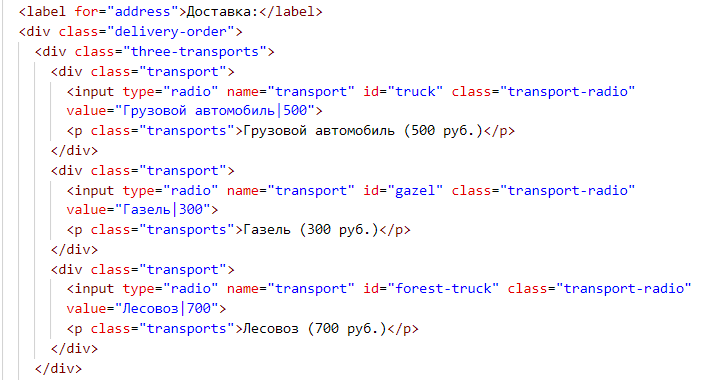 <label for="address">Доставка:</label>
<div class="delivery-order">
<div class="three-transports">
<div class="transport">
<input type="radio" name="transport" id="truck" class="transport-radio"
value="Грузовой автомобиль|500">
<p class="transports">Грузовой автомобиль (500 руб.)</p>
</div>
<div class="transport">
<input type="radio" name="transport" id="gazel" class="transport-radio"
value="Газель|300">
<p class="transports">Газель (300 руб.)</p>
</div>
<div class="transport">
<input type="radio" name="transport" id="forest-truck" class="transport-radio"
value="Лесовоз|700">
<p class="transports">Лесовоз (700 руб.)</p>
</div>
</div>